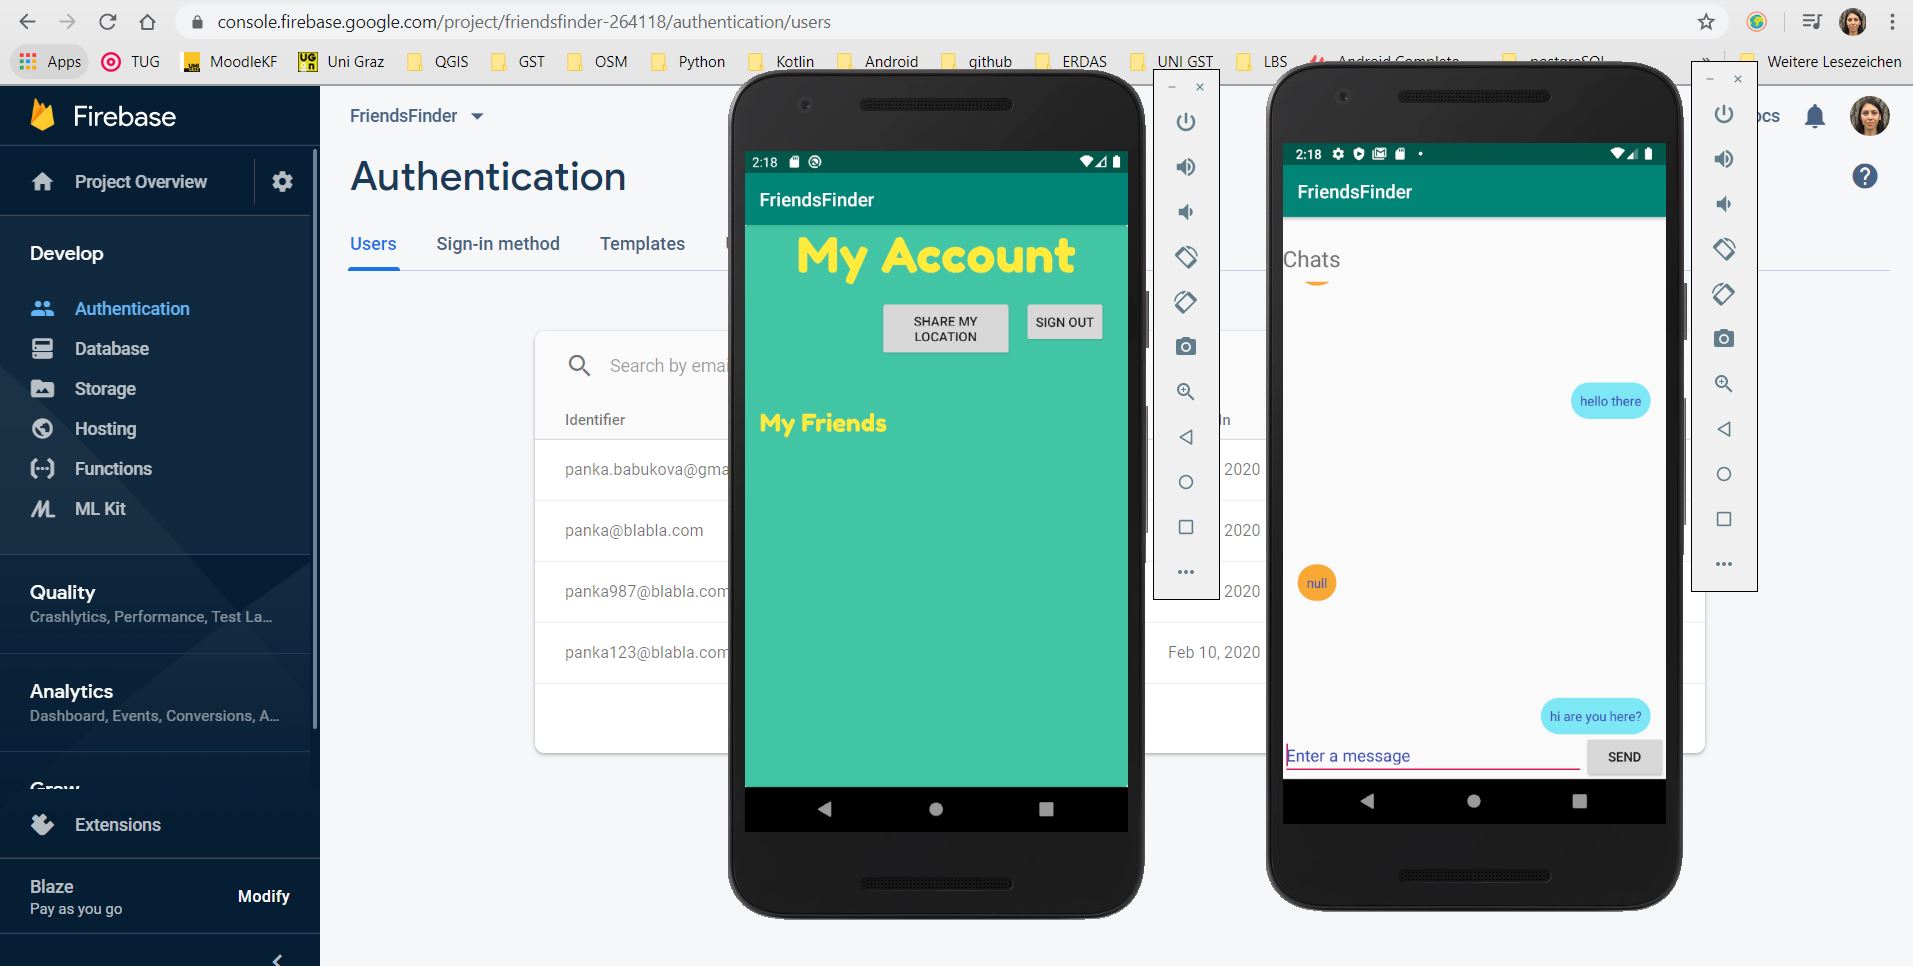 console.firebase.google.com/project/friendsfinder-264118/authentication/users
Apps TUG MoodleKF Uni Graz QGIS GST OSM Python Kotlin Android github ERDAS UNI GST LBS Weitere Lesezeichen
Firebase
Project Overview
Develop
Authentication
Database
Storage
Hosting
Functions
ML Kit
Quality
Crashlytics, Performance, Test La...
Analytics
Dashboard, Events, Conversions, A...
Extensions
Blaze
Pay as you go
Modify
FriendsFinder
Authentication
Users Sign-in method Templates
Search by emai
Identifier
panka.babukova@gma
2020
panka@blabla.com
2020
panka987@blabla.com
2020
panka123@blabla.com
Feb 10, 2020
2:18
FriendsFinder
My Account
SHARE MY
LOCATION
SIGN OUT
My Friends
2:18
FriendsFinder
Chats
hello there
null
hi are you here?
Enter a message
SEND